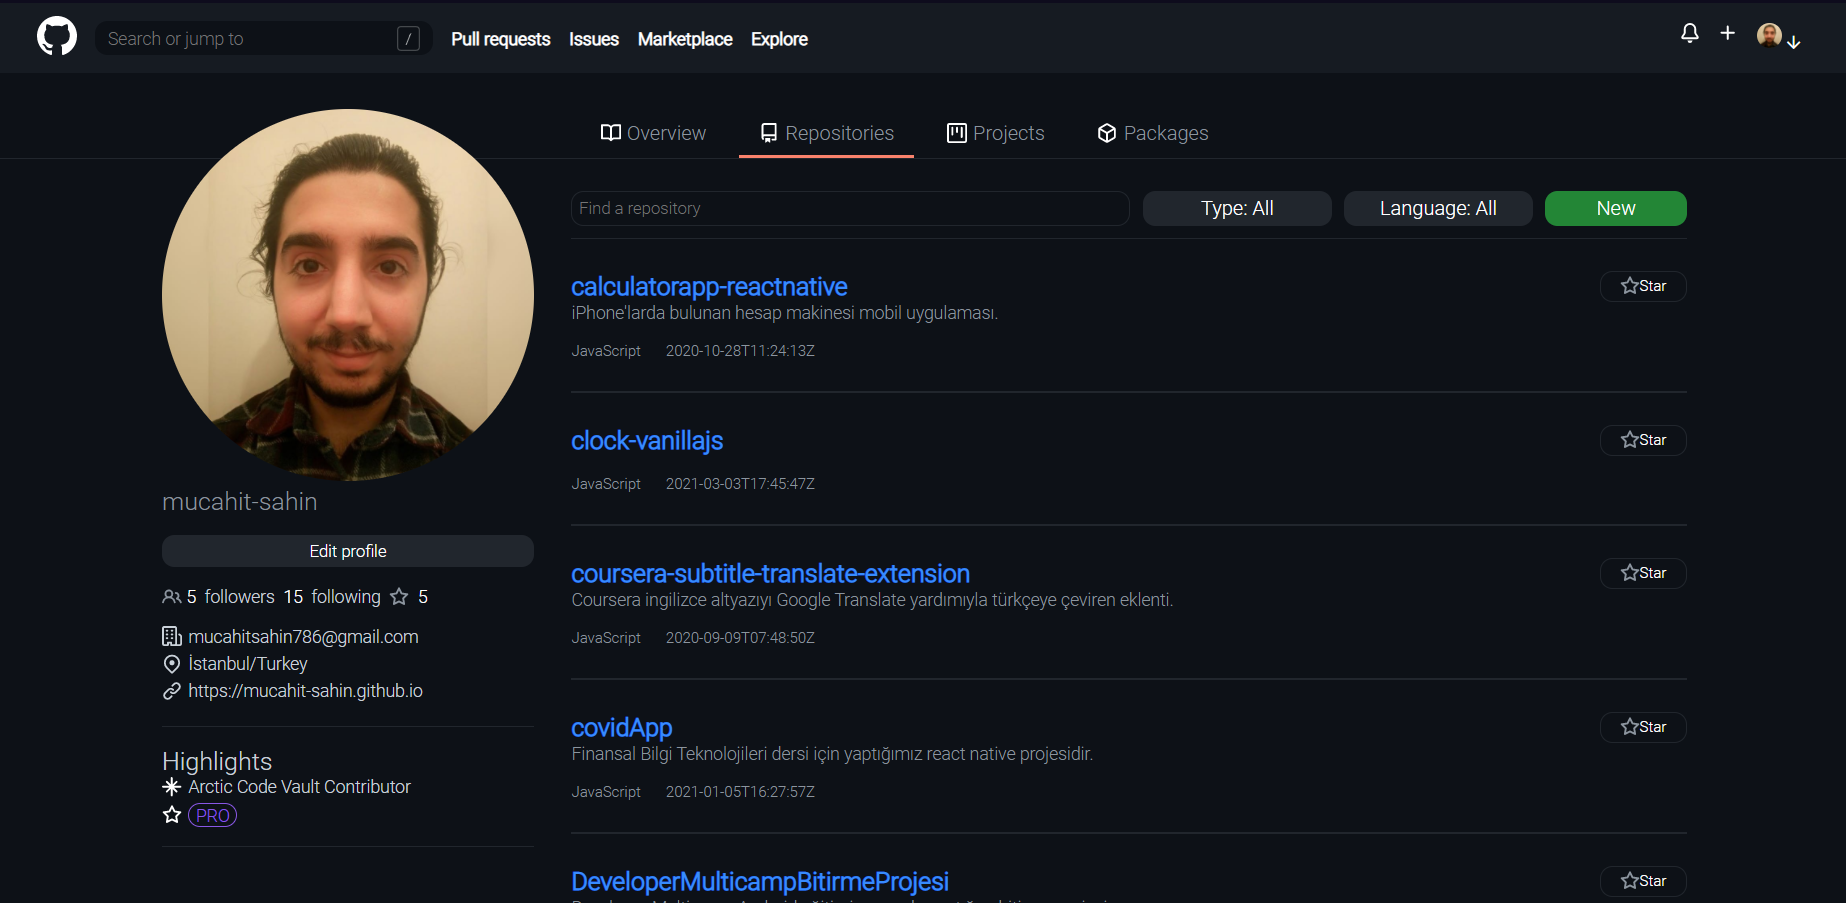 Search or jump to /
Pull requests Issues Marketplace Explore
Overview Repositories Projects Packages
Find a repository Type: All Language: All New
mucahit-sahin
Edit profile
5 followers 15 following 5
mucahitsahin786@gmail.com
İstanbul/Turkey
https://mucahit-sahin.github.io
Highlights
Arctic Code Vault Contributor
PRO
calculatorapp-reactnative Star
iPhone'larda bulunan hesap makinesi mobil uygulaması.
JavaScript 2020-10-28T11:24:13Z
clock-vanillajs Star
JavaScript 2021-03-03T17:45:47Z
coursera-subtitle-translate-extension Star
Coursera ingilizce altyazıyı Google Translate yardımıyla türkçeye çeviren eklenti.
JavaScript 2020-09-09T07:48:50Z
covidApp Star
Finansal Bilgi Teknolojileri dersi için yaptığımız react native projesidir.
JavaScript 2021-01-05T16:27:57Z
DeveloperMulticampBitirmeProjesi Star